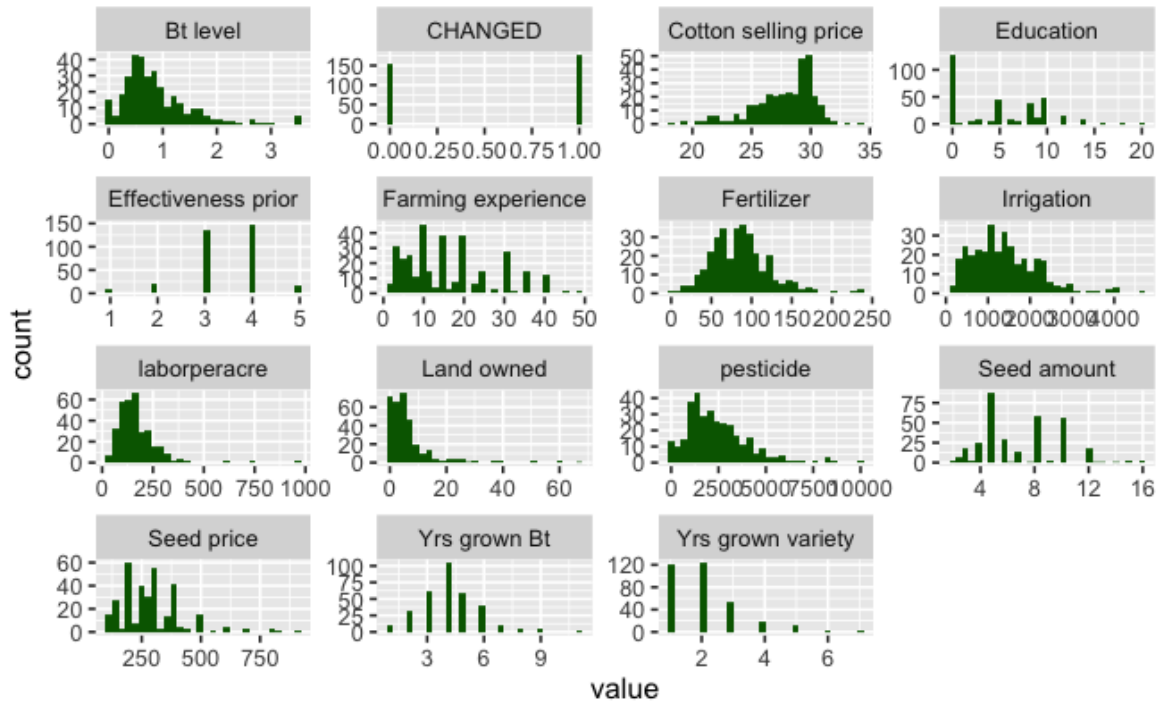 Bt level
CHANGED
Cotton selling price
Education
40
30
20
10
0
0 1 2 3
150
100
50
0
0.00 0.25 0.50 0.75 1.00
50
40
30
20
10
0
20 25 30 35
100
50
0
0 5 10 15 20
Effectiveness prior
Farming experience
Fertilizer
Irrigation
150
100
50
0
1 2 3 4 5
40
30
20
10
0
0 10 20 30 40 50
30
20
10
0
0 50 100 150 200 250
30
20
10
0
0 1000 2000 3000 4000
laborperacre
Land owned
pesticide
Seed amount
60
40
20
0
0 250 500 750 1000
60
40
20
0
0 20 40 60
40
30
20
10
0
0 2500 5000 7500 10000
75
50
25
0
4 8 12 16
Seed price
Yrs grown Bt
Yrs grown variety
60
40
20
0
250 500 750
100
75
50
25
0
3 6 9
120
80
40
0
2 4 6
count
value